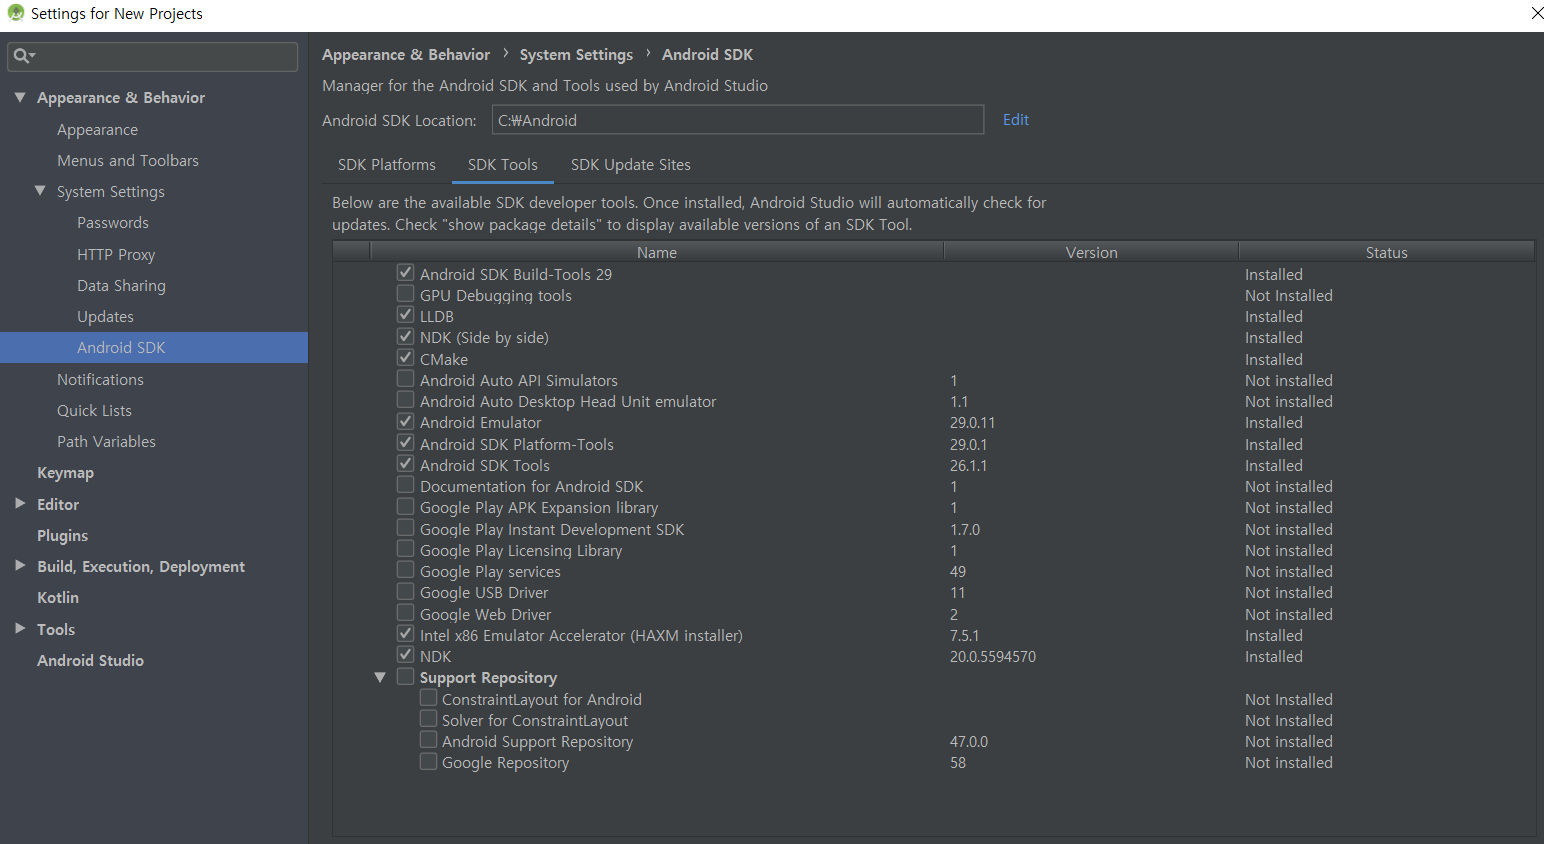 Settings for New Projects
Appearance & Behavior
Appearance
Menus and Toolbars
System Settings
Passwords
HTTP Proxy
Data Sharing
Updates
Android SDK
Notifications
Quick Lists
Path Variables
Keymap
Editor
Plugins
Build, Execution, Deployment
Kotlin
Tools
Android Studio
Appearance & Behavior › System Settings › Android SDK
Manager for the Android SDK and Tools used by Android Studio
Android SDK Location: C:₩Android Edit
SDK Platforms SDK Tools SDK Update Sites
Below are the available SDK developer tools. Once installed, Android Studio will automatically check for
updates. Check "show package details" to display available versions of an SDK Tool.
Name Version Status
Android SDK Build-Tools 29 Installed
GPU Debugging tools Not Installed
LLDB Installed
NDK (Side by side) Installed
CMake Installed
Android Auto API Simulators 1 Not installed
Android Auto Desktop Head Unit emulator 1.1 Not installed
Android Emulator 29.0.11 Installed
Android SDK Platform-Tools 29.0.1 Installed
Android SDK Tools 26.1.1 Installed
Documentation for Android SDK 1 Not installed
Google Play APK Expansion library 1 Not installed
Google Play Instant Development SDK 1.7.0 Not installed
Google Play Licensing Library 1 Not installed
Google Play services 49 Not installed
Google USB Driver 11 Not installed
Google Web Driver 2 Not installed
Intel x86 Emulator Accelerator (HAXM installer) 7.5.1 Installed
NDK 20.0.5594570 Installed
Support Repository
ConstraintLayout for Android Not Installed
Solver for ConstraintLayout Not Installed
Android Support Repository 47.0.0 Not installed
Google Repository 58 Not installed